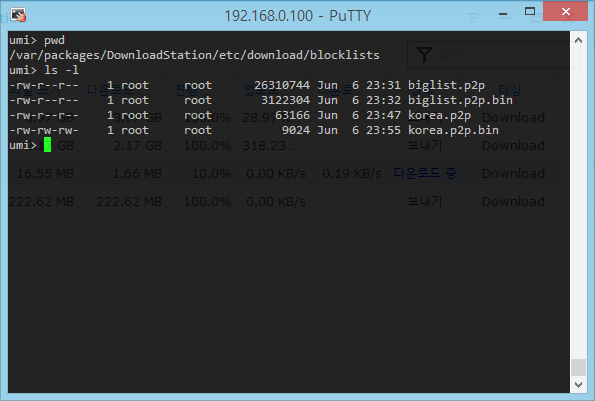 192.168.0.100 - PuTTY
umi> pwd
/var/packages/DownloadStation/etc/download/blocklists
umi> ls -l
-rw-r--r-- 1 root root 26310744 Jun 6 23:31 biglist.p2p
-rw-r--r-- 1 root root 3122304 Jun 6 23:32 biglist.p2p.bin
-rw-r--r-- 1 root root 63166 Jun 6 23:47 korea.p2p
-rw-rw-rw- 1 root root 9024 Jun 6 23:55 korea.p2p.bin
umi>
GB 2.17 GB 100.0% 318.23 보내기 Download
16.55 MB 1.66 MB 10.0% 0.00 KB/s 0.19 KB/s 다운로드 중 Download
222.62 MB 222.62 MB 100.0% 0.00 KB/s 보내기 Download